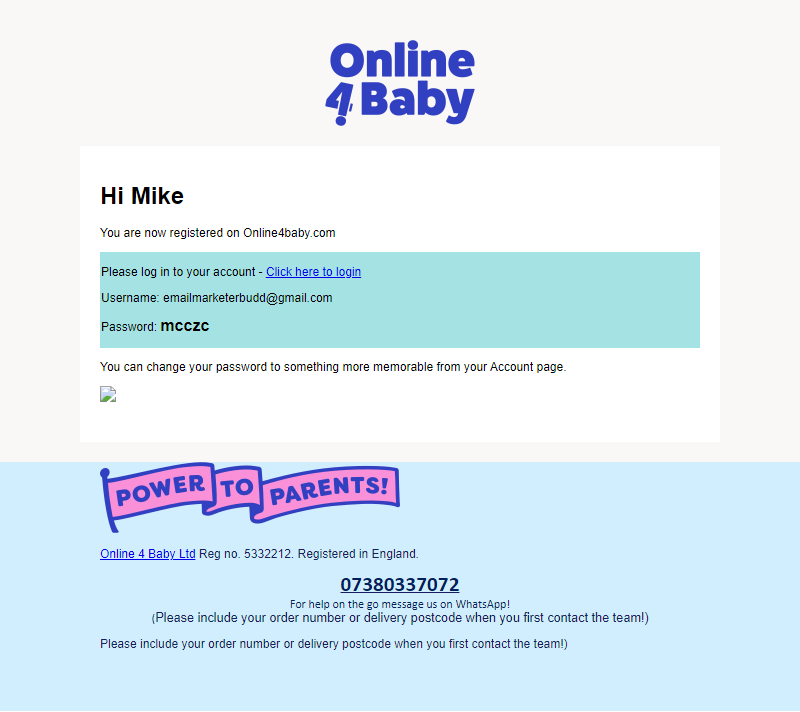 Online
4 Baby
Hi Mike
You are now registered on Online4baby.com
Please log in to your account - Click here to login
Username: emailmarketerbudd@gmail.com
Password: mcczc
You can change your password to something more memorable from your Account page.
POWER TO PARENTS!
Online 4 Baby Ltd Reg no. 5332212. Registered in England.
07380337072
For help on the go message us on WhatsApp!
(Please include your order number or delivery postcode when you first contact the team!)
Please include your order number or delivery postcode when you first contact the team!)